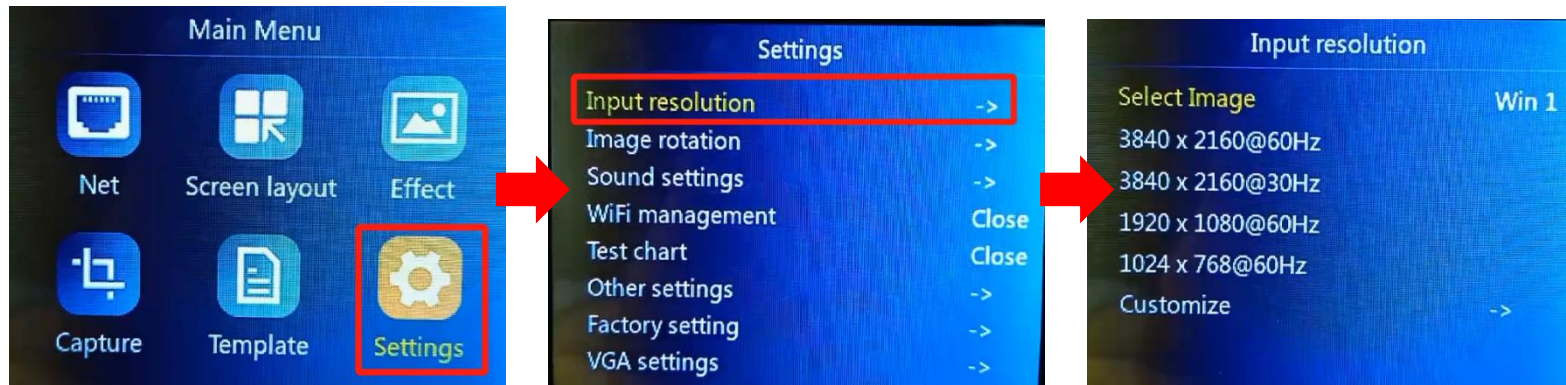 Main Menu
Net
Screen layout
Effect
Capture
Template
Settings
Settings
Input resolution ->
Image rotation ->
Sound settings ->
WiFi management Close
Test chart Close
Other settings ->
Factory setting ->
VGA settings ->
Input resolution
Select Image Win 1
3840 x 2160@60Hz
3840 x 2160@30Hz
1920 x 1080@60Hz
1024 x 768@60Hz
Customize ->